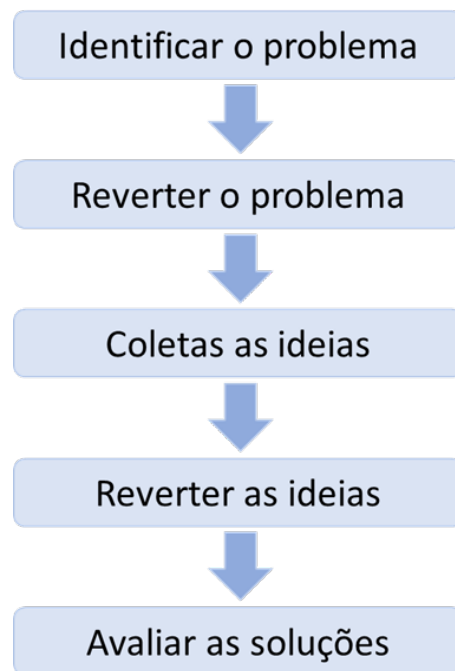 Identificar o problema
Reverter o problema
Coletas as ideias
Reverter as ideias
Avaliar as soluções